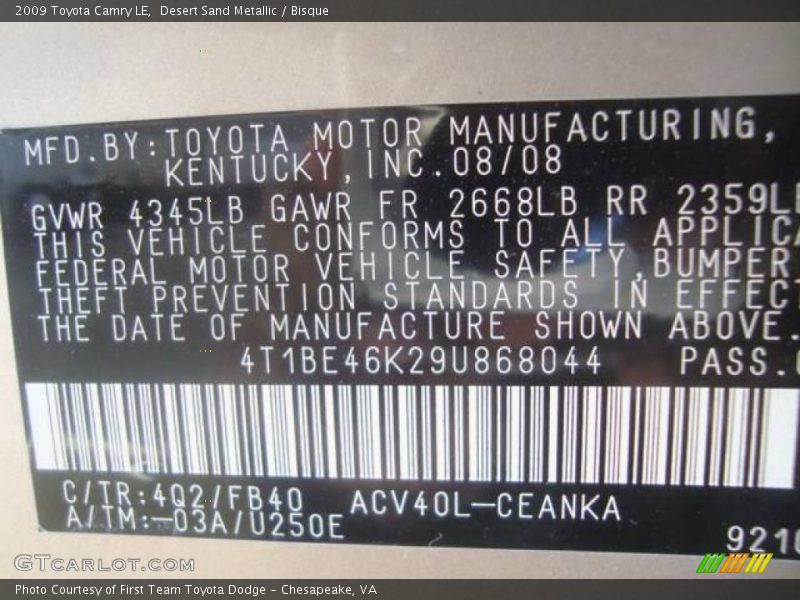 2009 Toyota Camry LE,  Desert Sand Metallic / Bisque
MFD.BY:TOYOTA MOTOR MANUFACTURING,
KENTUCKY,INC.08/08
GVWR 4345LB GAWR FR 2668LB RR 2359L
THIS VEHICLE CONFORMS TO ALL APPLICA
FEDERAL MOTOR VEHICLE SAFETY,BUMPER
THEFT PREVENTION STANDARDS IN EFFECT
THE DATE OF MANUFACTURE SHOWN ABOVE.
4T1BE46K29U868044 PASS.
C/TR:4Q2/FB40 ACV40L-CEANKA
A/TM:-03A/U250E
9210
GTcarlot.com
Photo Courtesy of First Team Toyota Dodge - Chesapeake, VA